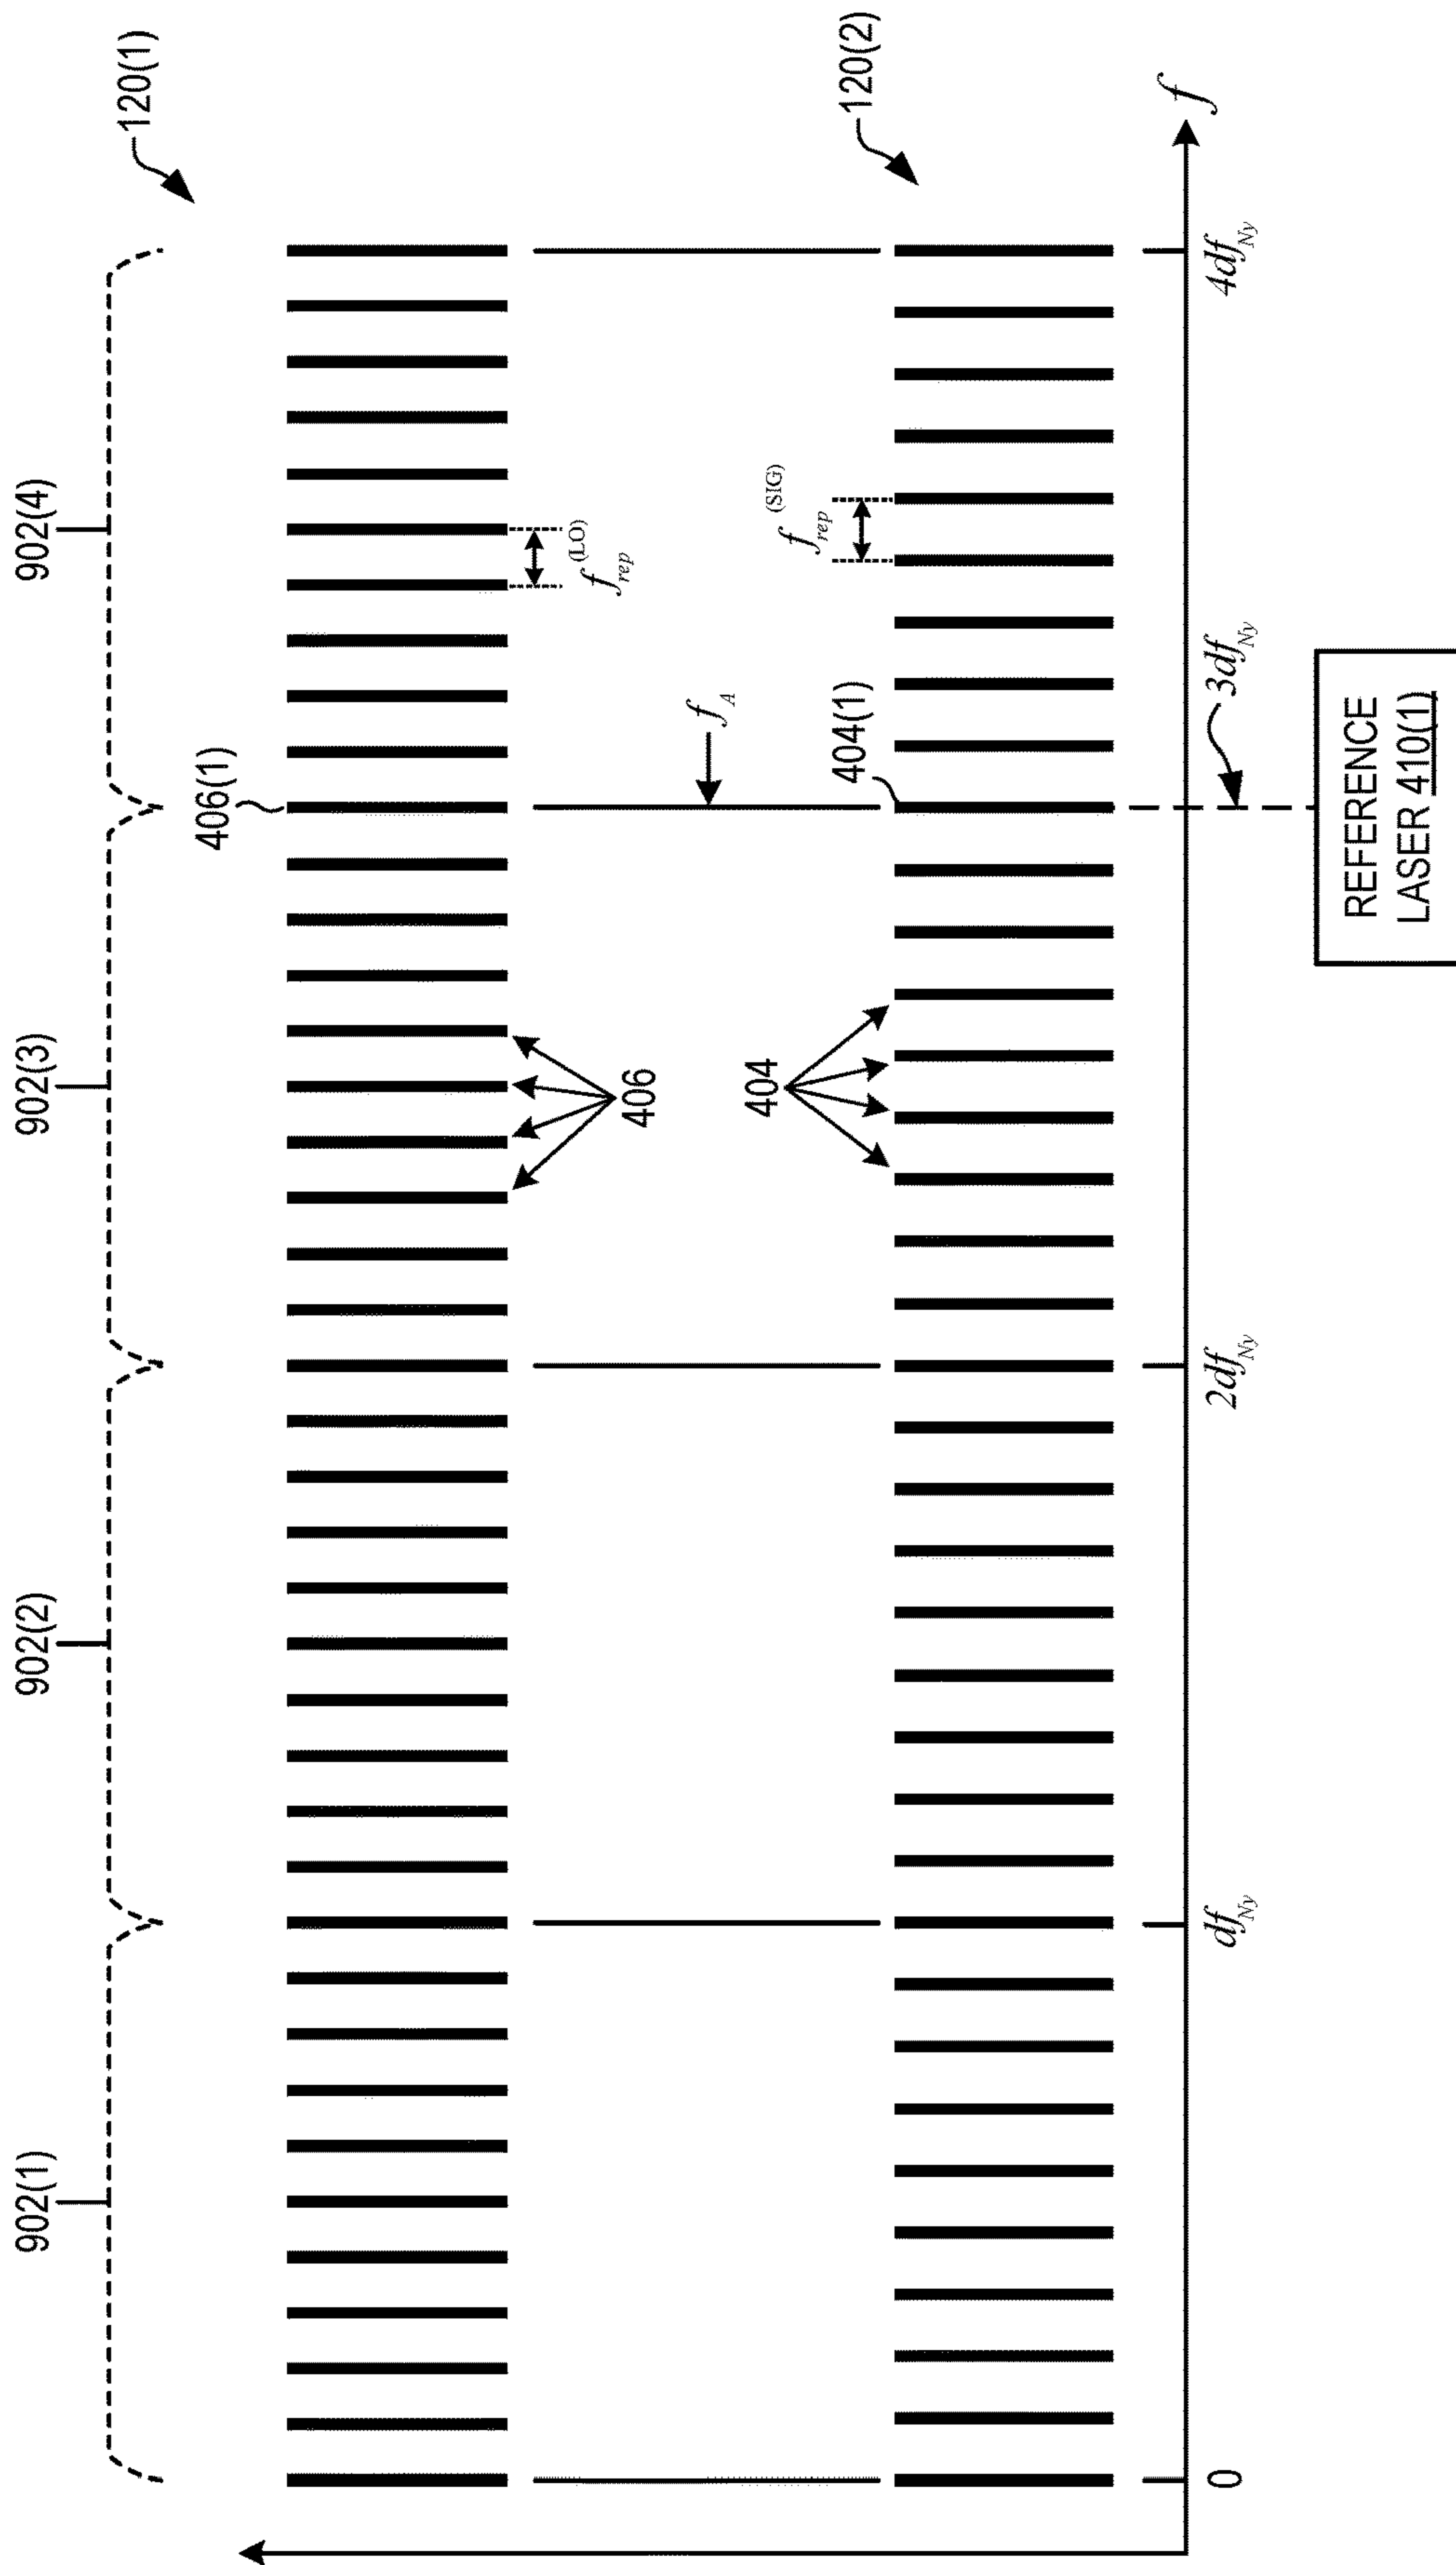 902(1)
902(2)
902(3)
902(4)
120(1)
406(1)
f_rep^(LO)
406
f_A
404
404(1)
f_rep^(SIG)
120(2)
f
0
df_Ny
2df_Ny
3df_Ny
4df_Ny
REFERENCE
LASER 410(1)